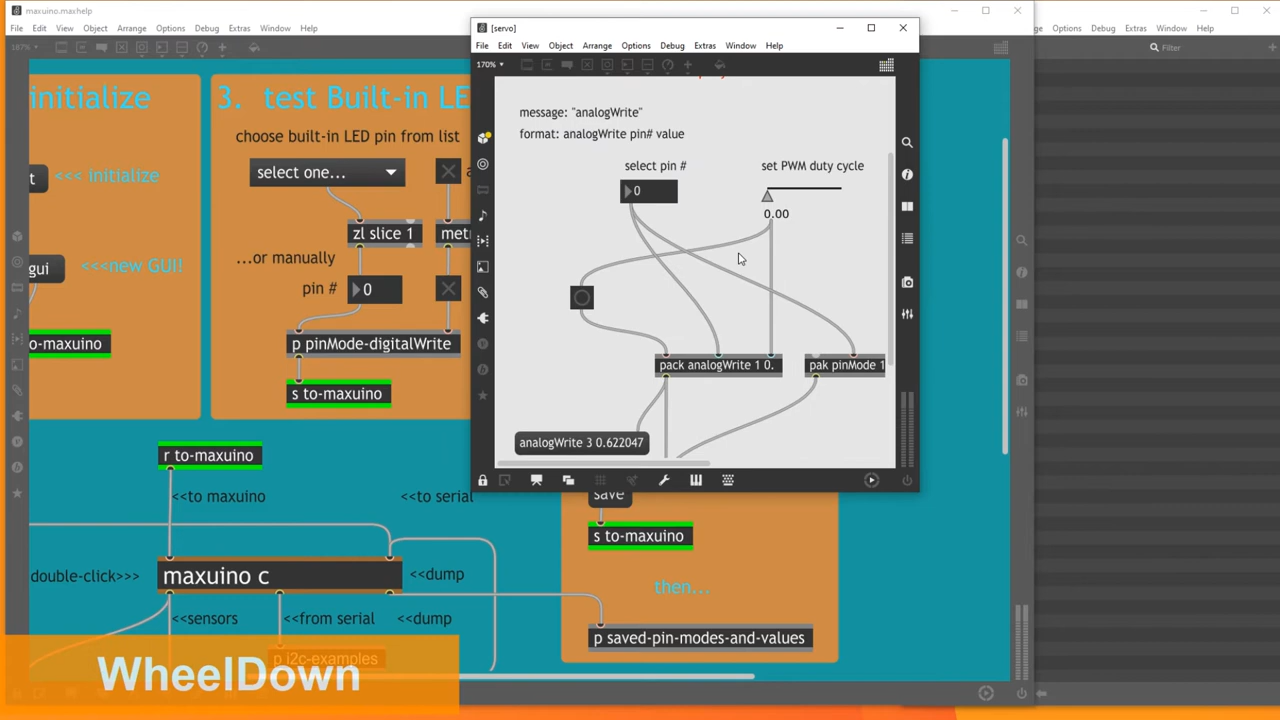 maxuino.maxhelp
File Edit View Object Arrange Options Debug Extras Window Help
187%
initialize
t
<<< initialize
gui
<<<new GUI!
o-maxuino
3. test Built-in LE
choose built-in LED pin from list
select one...
zl slice 1
metr
...or manually
pin #
0
p pinMode-digitalWrite
s to-maxuino
[servo]
File Edit View Object Arrange Options Debug Extras Window Help
170%
message: "analogWrite"
format: analogWrite pin# value
select pin #
0
set PWM duty cycle
0.00
pack analogWrite 1 0.
pak pinMode 1
analogWrite 3 0.622047
Options Debug Extras Window Help
Filter
r to-maxuino
<<to maxuino
<<to serial
double-click>>>
maxuino c
<<dump
<<sensors
<<from serial
<<dump
p i2c-examples
save
s to-maxuino
then...
p saved-pin-modes-and-values
WheelDown